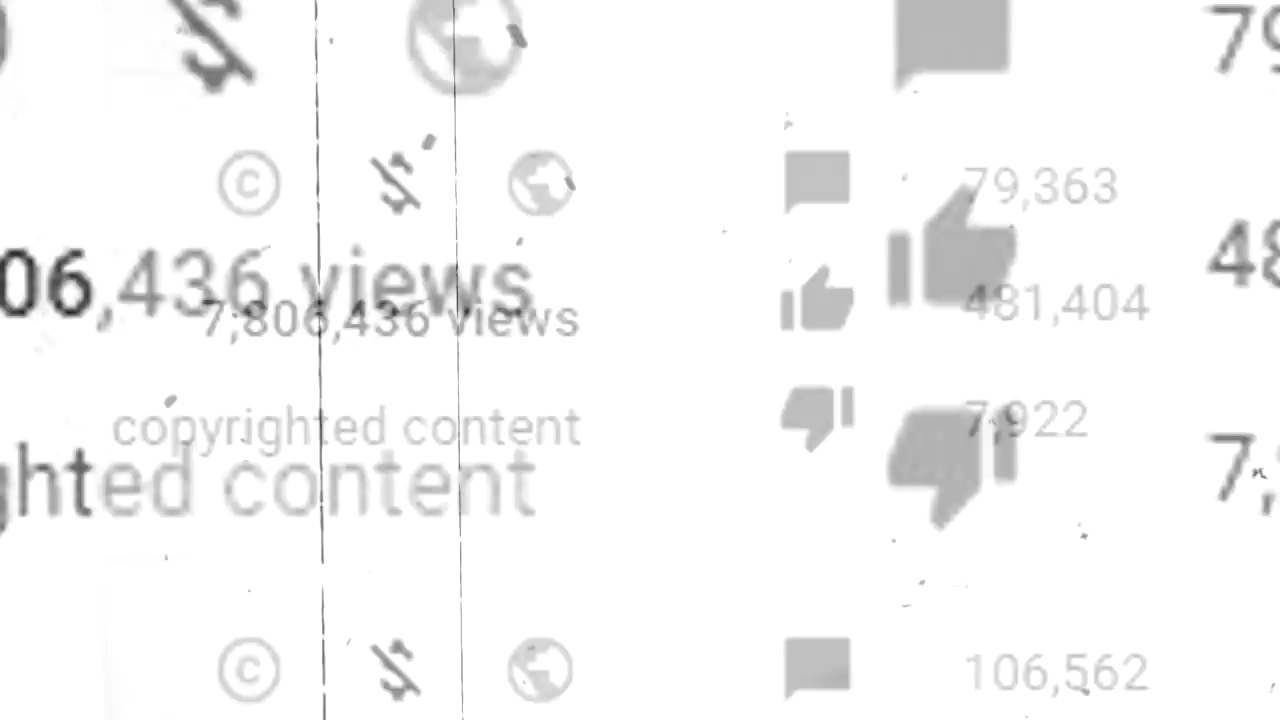 79
©
79,363
06,436 views
48
481,404
7,806,436 views
7,922
copyrighted content
7,
ghted content
©
106,562